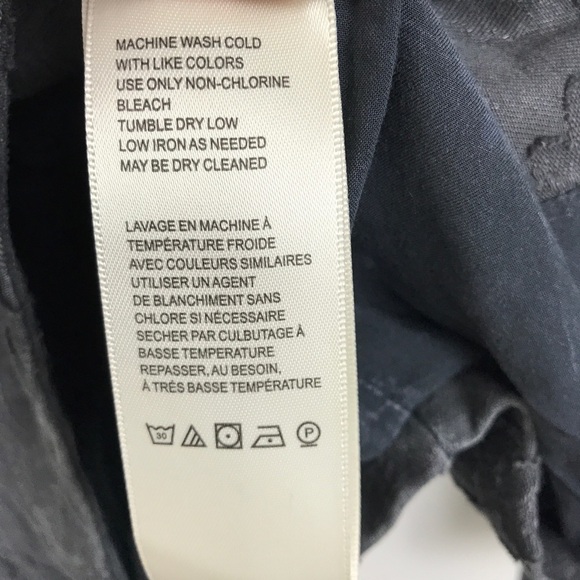 MACHINE WASH COLD
WITH LIKE COLORS
USE ONLY NON-CHLORINE
BLEACH
TUMBLE DRY LOW
LOW IRON AS NEEDED
MAY BE DRY CLEANED
LAVAGE EN MACHINE À
TEMPÉRATURE FROIDE
AVEC COULEURS SIMILAIRES
UTILISER UN AGENT
DE BLANCHIMENT SANS
CHLORE SI NÉCESSAIRE
SECHER PAR CULBUTAGE À
BASSE TEMPERATURE
REPASSER, AU BESOIN,
À TRÉS BASSE TEMPÉRATURE
30 P